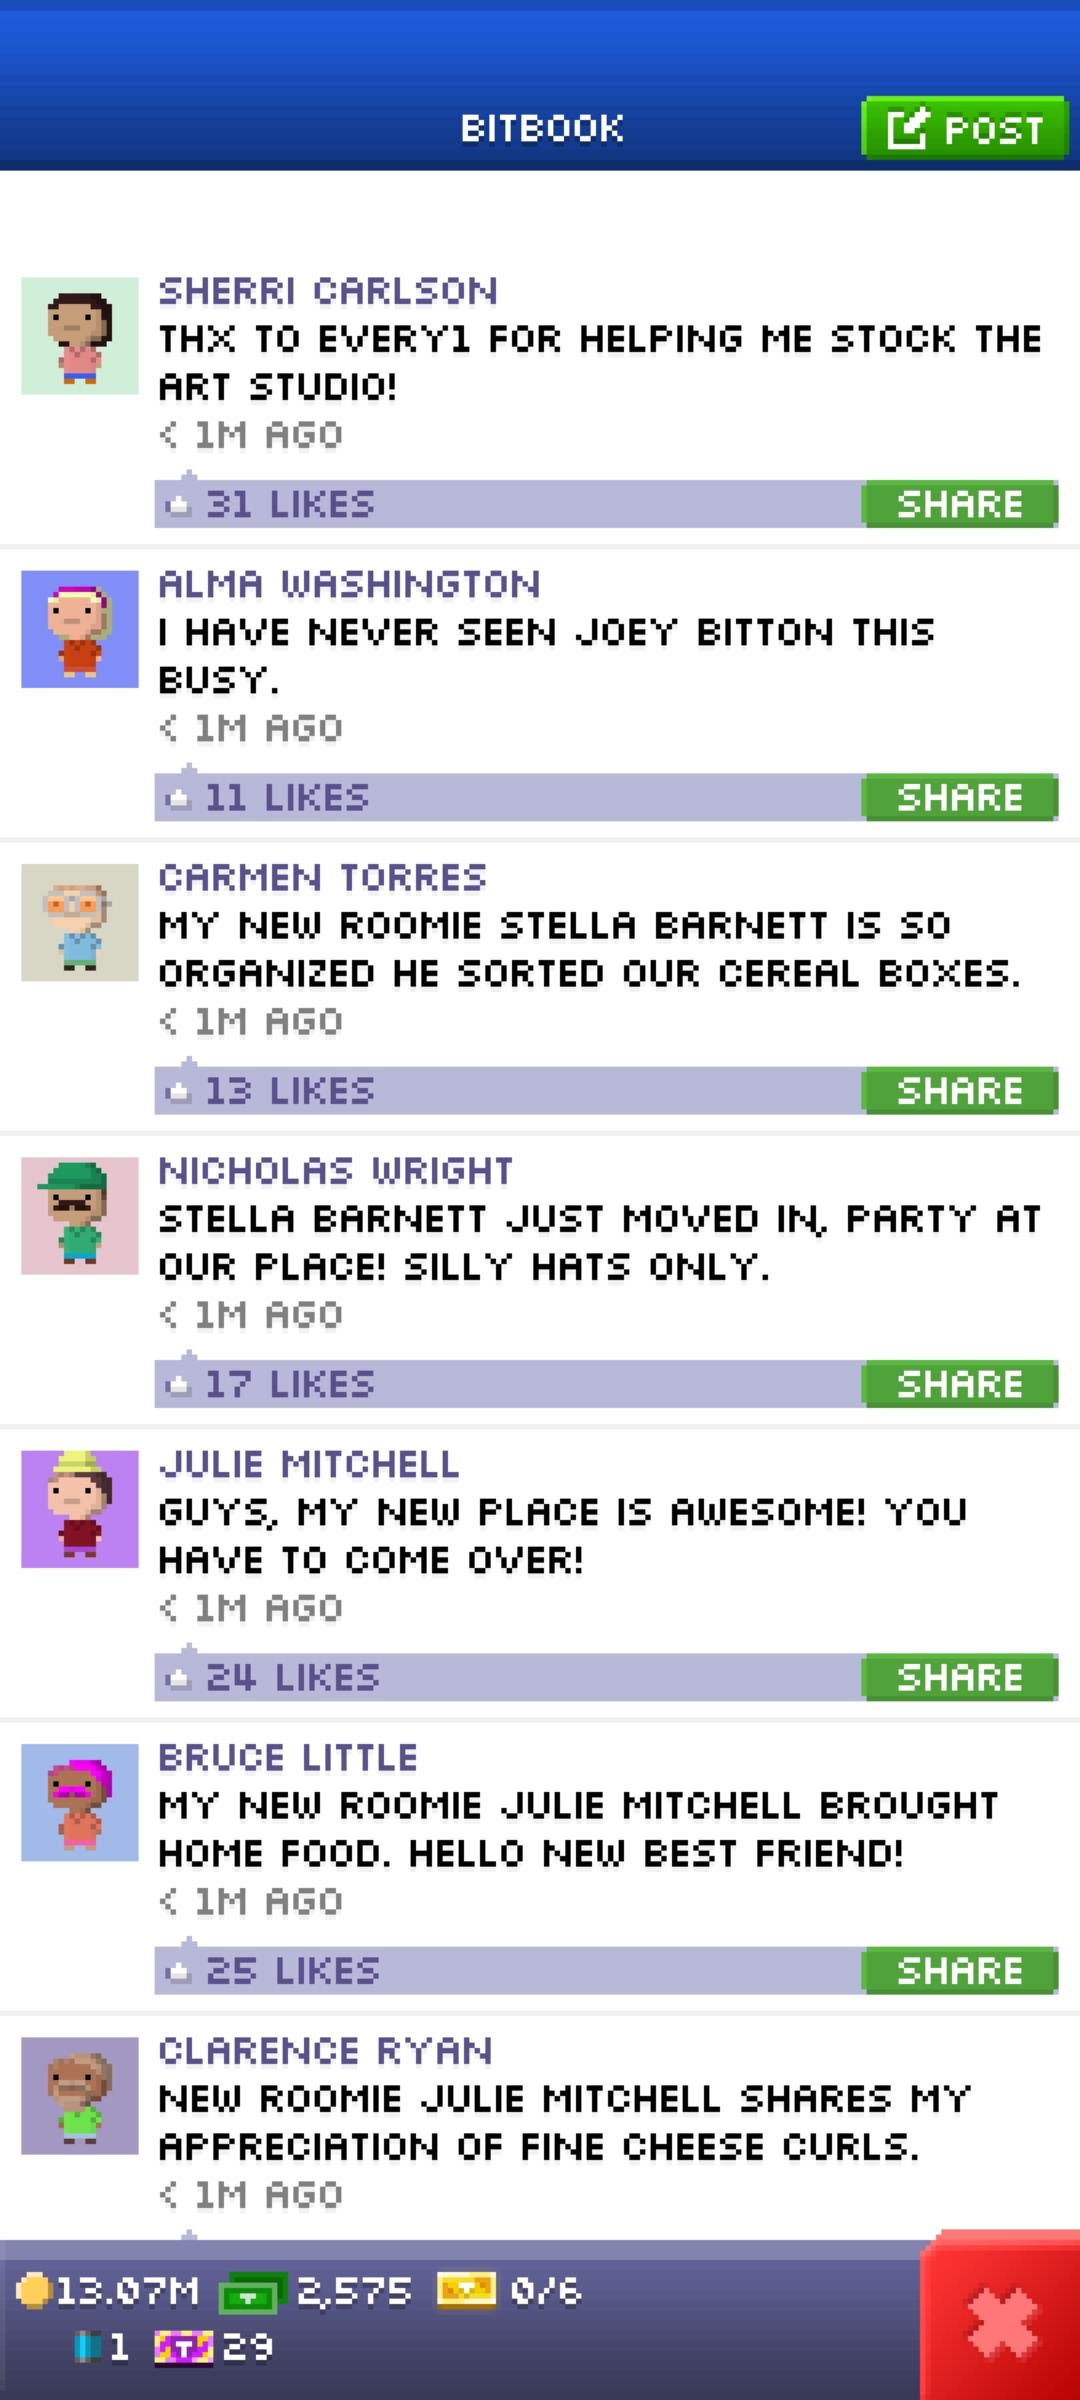 BITBOOK
POST
SHERRI CARLSON
THX TO EVERY1 FOR HELPING ME STOCK THE
ART STUDIO!
< 1M AGO
31 LIKES
SHARE
ALMA WASHINGTON
I HAVE NEVER SEEN JOEY BITTON THIS
BUSY.
< 1M AGO
11 LIKES
SHARE
CARMEN TORRES
MY NEW ROOMIE STELLA BARNETT IS SO
ORGANIZED HE SORTED OUR CEREAL BOXES.
< 1M AGO
13 LIKES
SHARE
NICHOLAS WRIGHT
STELLA BARNETT JUST MOVED IN, PARTY AT
OUR PLACE! SILLY HATS ONLY.
< 1M AGO
17 LIKES
SHARE
JULIE MITCHELL
GUYS, MY NEW PLACE IS AWESOME! YOU
HAVE TO COME OVER!
< 1M AGO
24 LIKES
SHARE
BRUCE LITTLE
MY NEW ROOMIE JULIE MITCHELL BROUGHT
HOME FOOD. HELLO NEW BEST FRIEND!
< 1M AGO
25 LIKES
SHARE
CLARENCE RYAN
NEW ROOMIE JULIE MITCHELL SHARES MY
APPRECIATION OF FINE CHEESE CURLS.
< 1M AGO
13.07M 2,575 0/6
1 29